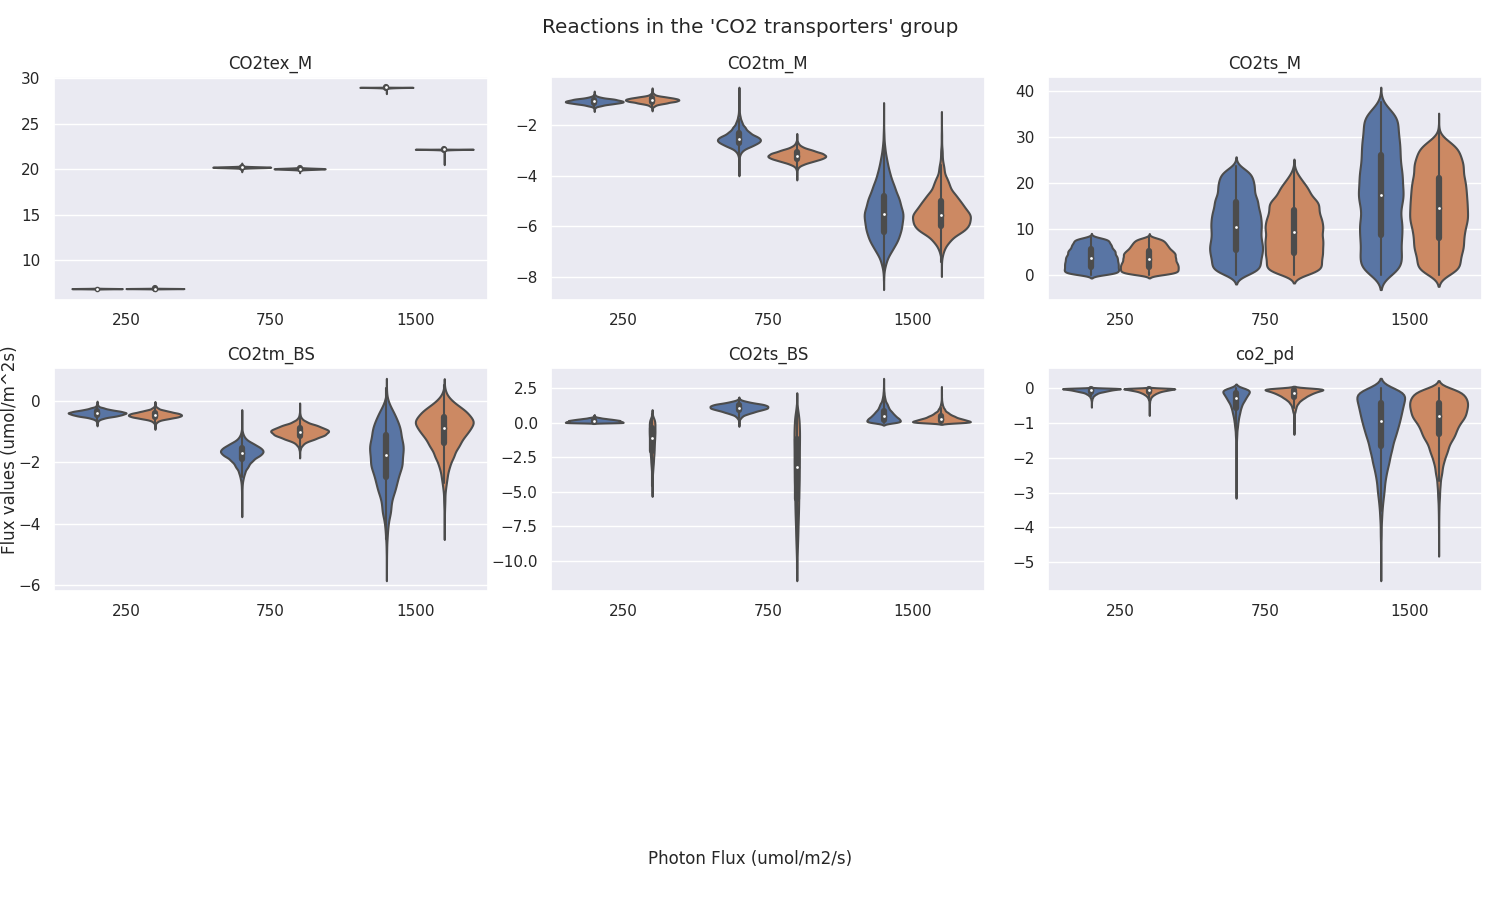 Reactions in the 'CO2 transporters' group
CO2tex_M
30
25
20
15
10
250 750 1500
CO2tm_M
−2
−4
−6
−8
250 750 1500
CO2ts_M
40
30
20
10
0
250 750 1500
Flux values (umol/m^2s)
CO2tm_BS
0
−2
−4
−6
250 750 1500
CO2ts_BS
2.5
0.0
−2.5
−5.0
−7.5
−10.0
250 750 1500
co2_pd
0
−1
−2
−3
−4
−5
250 750 1500
Photon Flux (umol/m2/s)